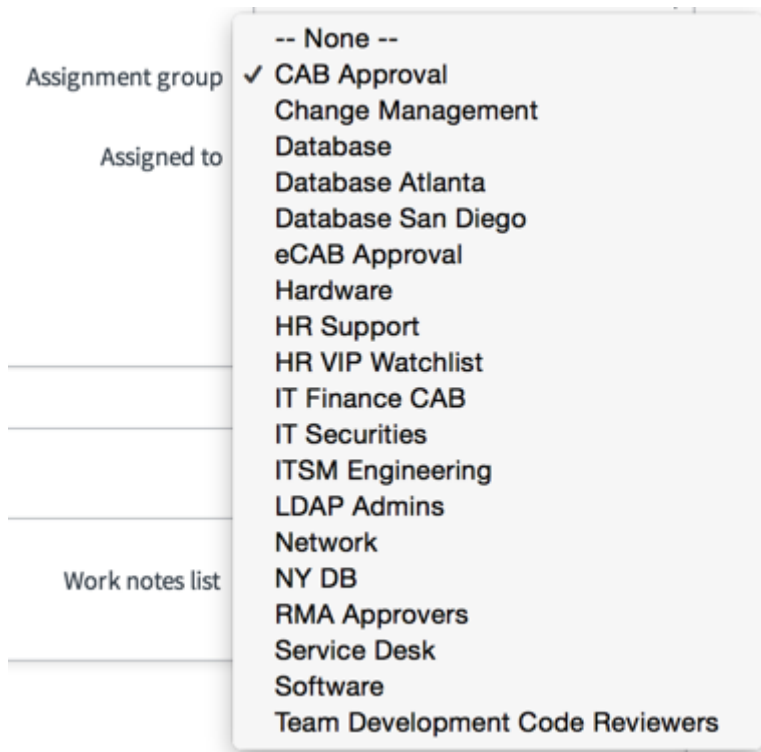 -- None --
Assignment group ✓ CAB Approval
Change Management
Database
Assigned to
Database Atlanta
Database San Diego
eCAB Approval
Hardware
HR Support
HR VIP Watchlist
IT Finance CAB
IT Securities
ITSM Engineering
LDAP Admins
Network
Work notes list
NY DB
RMA Approvers
Service Desk
Software
Team Development Code Reviewers